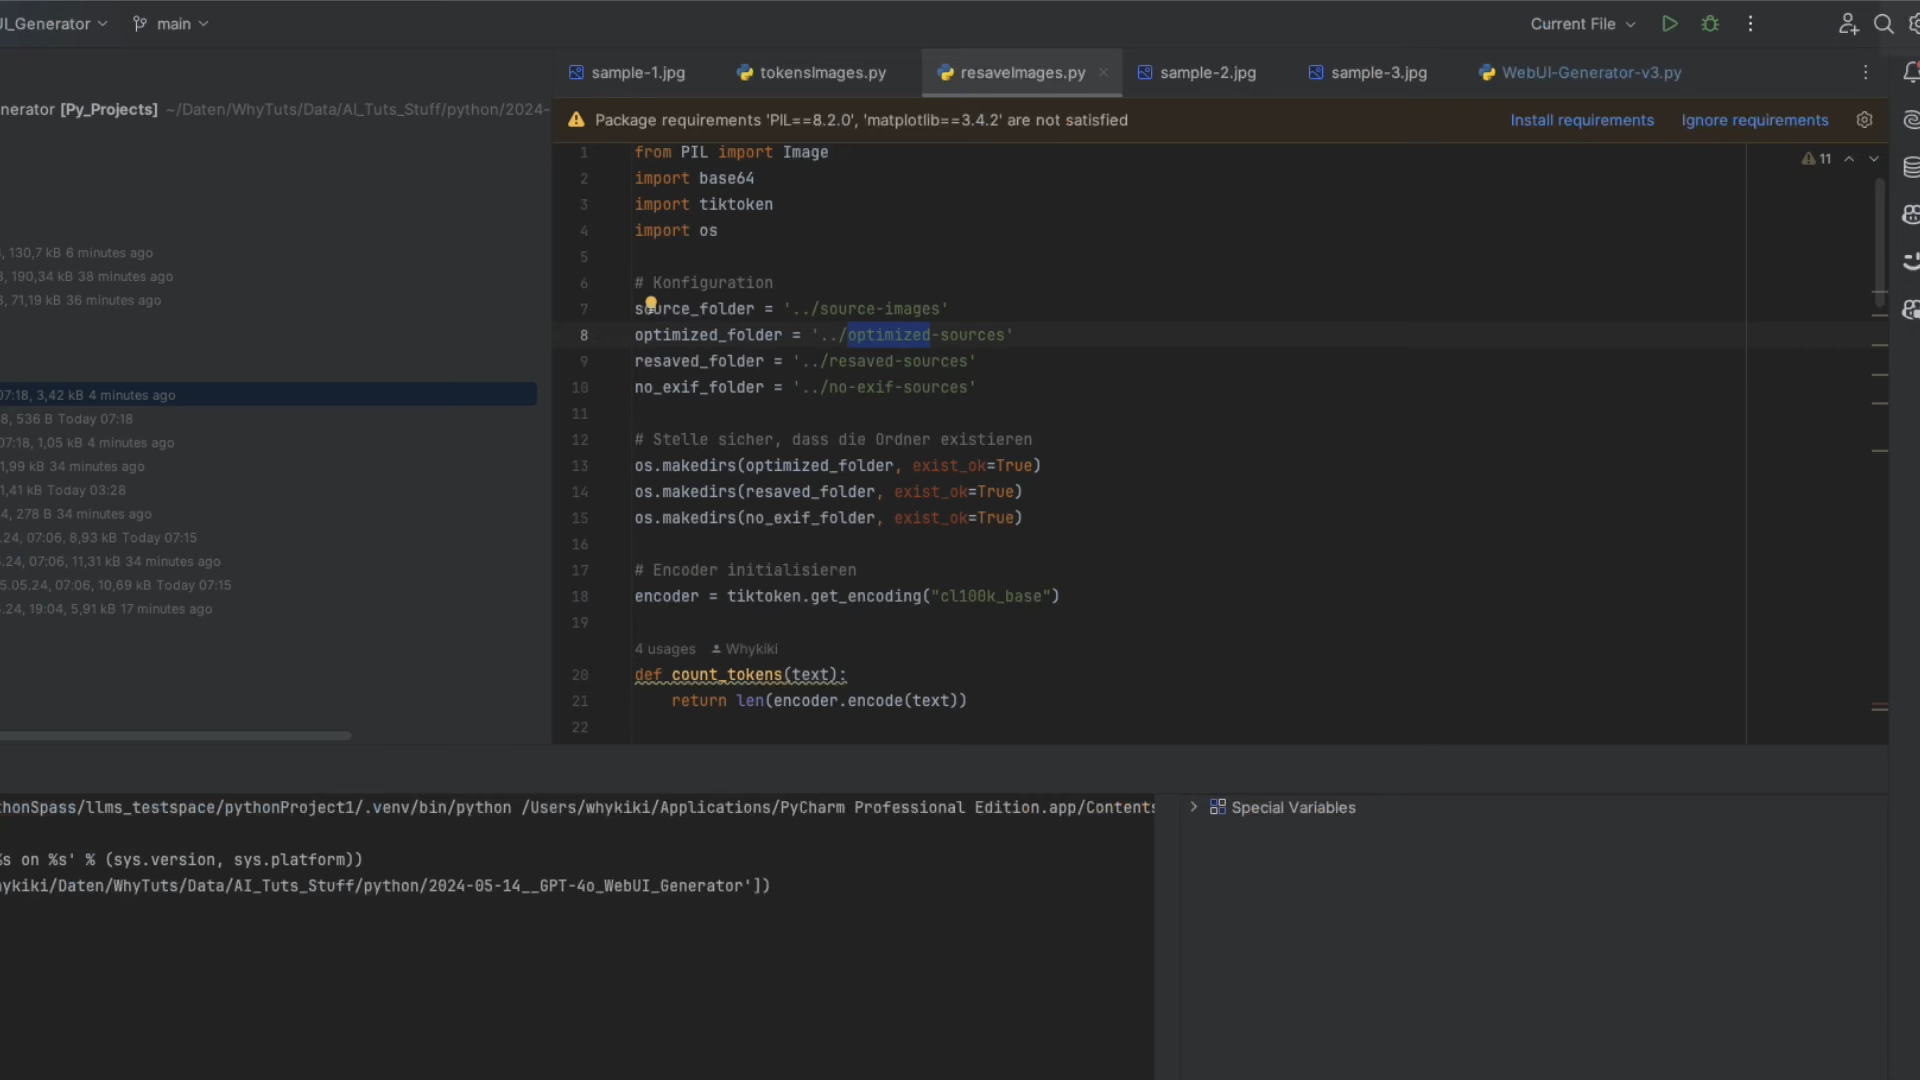 UI_Generator
main
Current File
sample-1.jpg
tokensImages.py
resaveImages.py
sample-2.jpg
sample-3.jpg
WebUI-Generator-v3.py
nerator [Py_Projects] ~/Daten/WhyTuts/Data/AI_Tuts_Stuff/python/2024-
Package requirements 'PIL==8.2.0', 'matplotlib==3.4.2' are not satisfied
Install requirements
Ignore requirements
, 130,7 kB 6 minutes ago
3, 190,34 kB 38 minutes ago
3, 71,19 kB 36 minutes ago
07:18, 3,42 kB 4 minutes ago
8, 536 B Today 07:18
07:18, 1,05 kB 4 minutes ago
1,99 kB 34 minutes ago
1,41 kB Today 03:28
4, 278 B 34 minutes ago
.24, 07:06, 8,93 kB Today 07:15
.24, 07:06, 11,31 kB 34 minutes ago
5.05.24, 07:06, 10,69 kB Today 07:15
.24, 19:04, 5,91 kB 17 minutes ago
11
1 from PIL import Image
2 import base64
3 import tiktoken
4 import os
5
6 # Konfiguration
7 source_folder = '../source-images'
8 optimized_folder = '../optimized-sources'
9 resaved_folder = '../resaved-sources'
10 no_exif_folder = '../no-exif-sources'
11
12 # Stelle sicher, dass die Ordner existieren
13 os.makedirs(optimized_folder, exist_ok=True)
14 os.makedirs(resaved_folder, exist_ok=True)
15 os.makedirs(no_exif_folder, exist_ok=True)
16
17 # Encoder initialisieren
18 encoder = tiktoken.get_encoding("cl100k_base")
19
4 usages Whykiki
20 def count_tokens(text):
21 return len(encoder.encode(text))
22
thonSpass/llms_testspace/pythonProject1/.venv/bin/python /Users/whykiki/Applications/PyCharm Professional Edition.app/Contents
%s on %s' % (sys.version, sys.platform))
ykiki/Daten/WhyTuts/Data/AI_Tuts_Stuff/python/2024-05-14__GPT-4o_WebUI_Generator'])
Special Variables